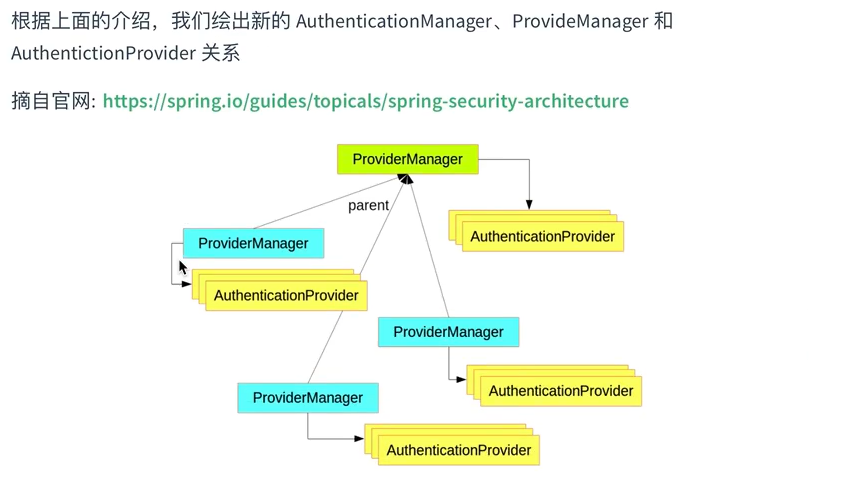 根据上面的介绍，我们绘出新的 AuthenticationManager、ProvideManager 和
AuthentictionProvider 关系
摘自官网: https://spring.io/guides/topicals/spring-security-architecture
ProviderManager
parent
AuthenticationProvider
ProviderManager
AuthenticationProvider
ProviderManager
AuthenticationProvider
ProviderManager
AuthenticationProvider